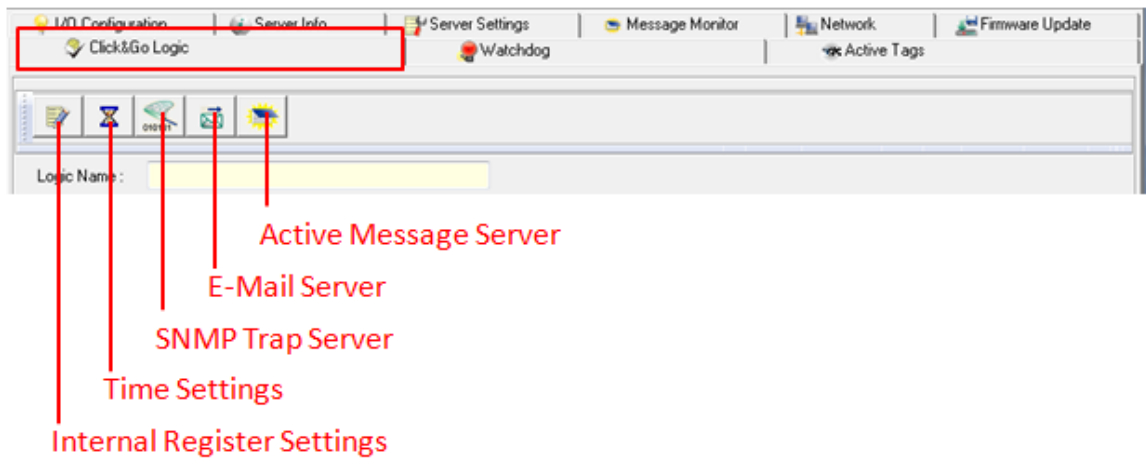 I/O Configuration Server Info Server Settings Message Monitor Network Firmware Update
Click&Go Logic Watchdog Active Tags
010101
Logic Name :
Active Message Server
E-Mail Server
SNMP Trap Server
Time Settings
Internal Register Settings